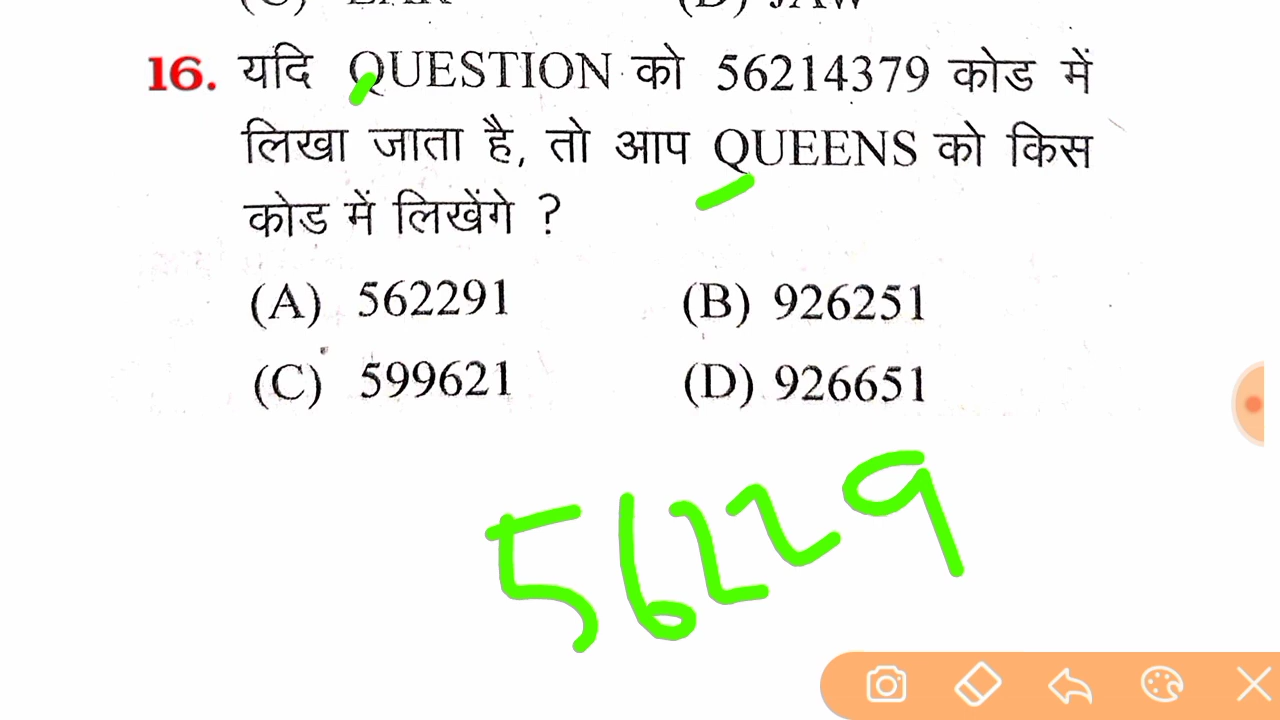 16. यदि QUESTION को 56214379 कोड में
लिखा जाता है, तो आप QUEENS को किस
कोड में लिखेंगे ?
(A) 562291 (B) 926251
(C) 599621 (D) 926651
56229